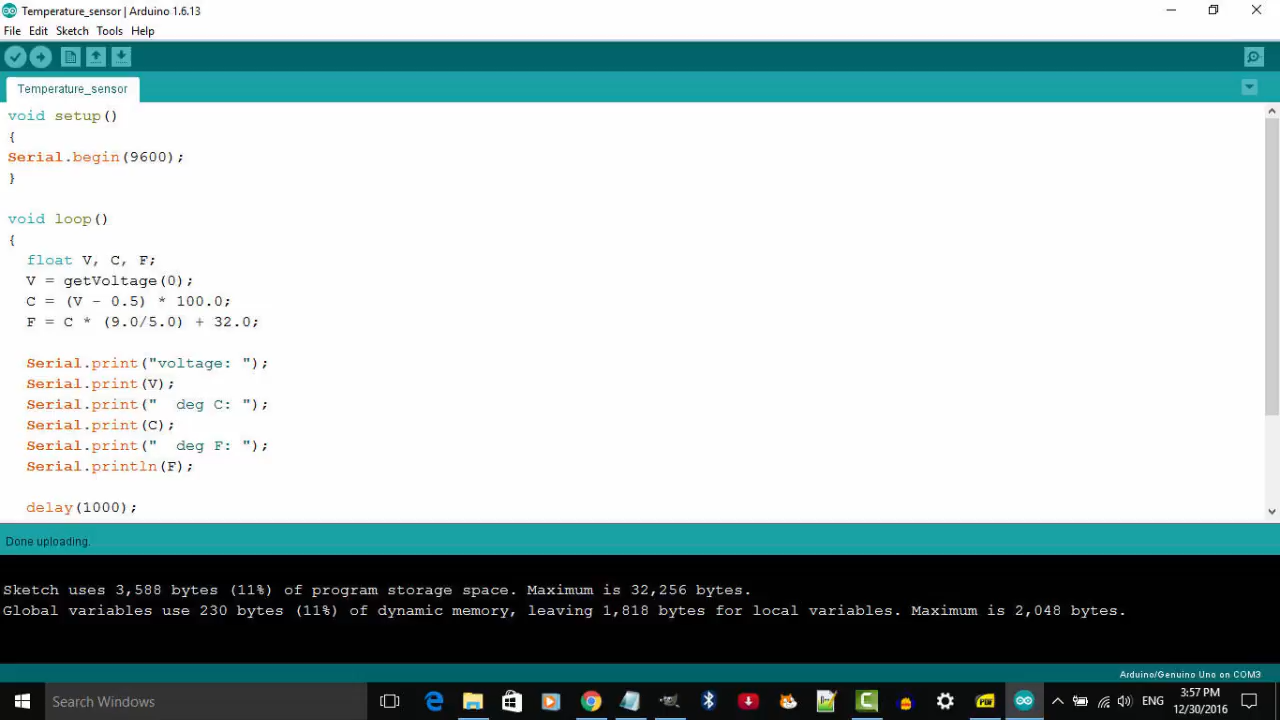 Temperature_sensor | Arduino 1.6.13
File Edit Sketch Tools Help
Temperature_sensor
void setup()
{
Serial.begin(9600);
}
void loop()
{
float V, C, F;
V = getVoltage(0);
C = (V - 0.5) * 100.0;
F = C * (9.0/5.0) + 32.0;
Serial.print("voltage: ");
Serial.print(V);
Serial.print("  deg C: ");
Serial.print(C);
Serial.print("  deg F: ");
Serial.println(F);
delay(1000);
Done uploading.
Sketch uses 3,588 bytes (11%) of program storage space. Maximum is 32,256 bytes.
Global variables use 230 bytes (11%) of dynamic memory, leaving 1,818 bytes for local variables. Maximum is 2,048 bytes.
Arduino/Genuino Uno on COM3
Search Windows
ENG
3:57 PM
12/30/2016